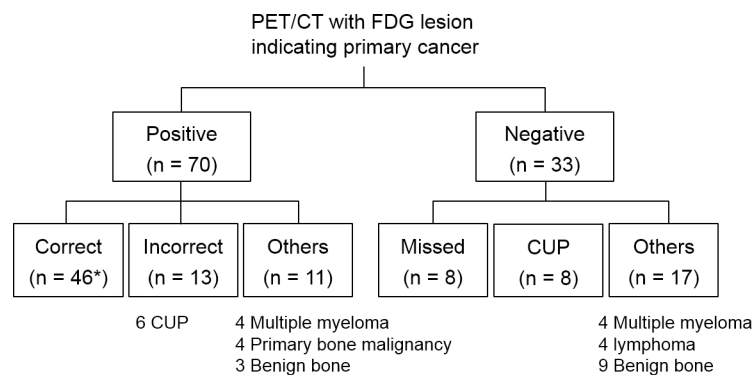 PET/CT with FDG lesion
indicating primary cancer
Positive
(n = 70)
Negative
(n = 33)
Correct
(n = 46*)
Incorrect
(n = 13)
Others
(n = 11)
Missed
(n = 8)
CUP
(n = 8)
Others
(n = 17)
6 CUP
4 Multiple myeloma
4 Primary bone malignancy
3 Benign bone
4 Multiple myeloma
4 lymphoma
9 Benign bone